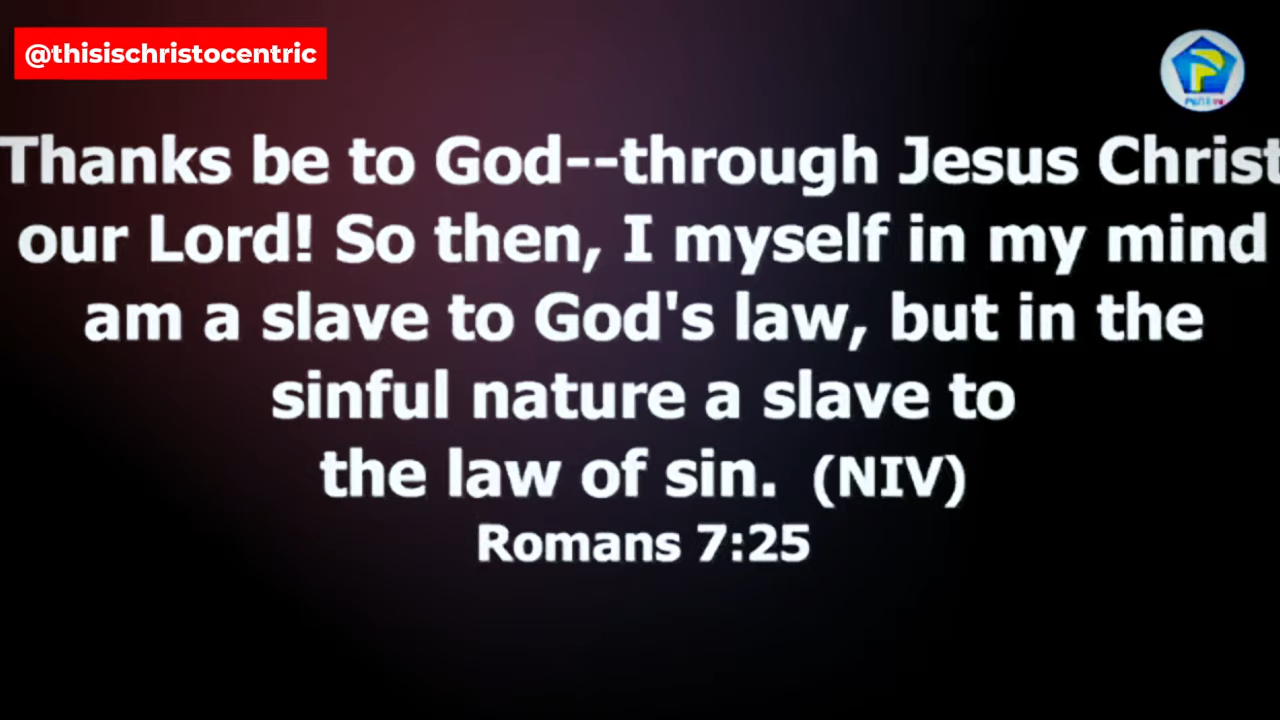 @thisischristocentric
Thanks be to God--through Jesus Christ
our Lord! So then, I myself in my mind
am a slave to God's law, but in the
sinful nature a slave to
the law of sin. (NIV)
Romans 7:25